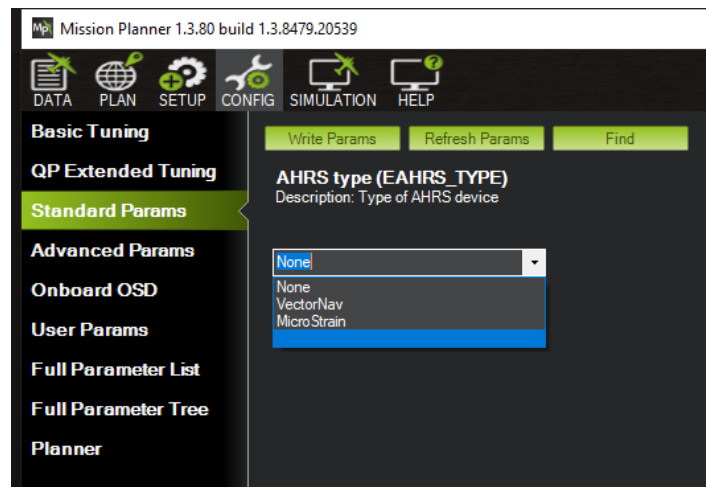 Mp
Mission Planner 1.3.80 build 1.3.8479.20539
DATA PLAN SETUP CONFIG SIMULATION HELP
Basic Tuning
QP Extended Tuning
Standard Params
Advanced Params
Onboard OSD
User Params
Full Parameter List
Full Parameter Tree
Planner
Write Params Refresh Params Find
AHRS type (EAHRS_TYPE)
Description: Type of AHRS device
None
None
VectorNav
MicroStrain